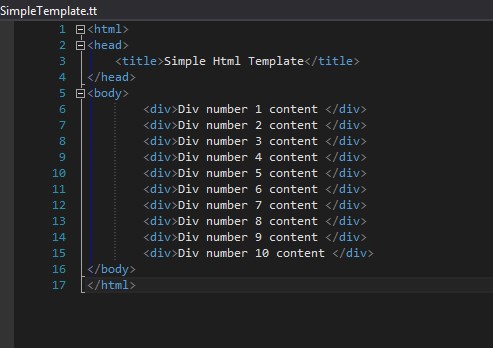 SimpleTemplate.tt
1 <html>
2 <head>
3 <title>Simple Html Template</title>
4 </head>
5 <body>
6 <div>Div number 1 content </div>
7 <div>Div number 2 content </div>
8 <div>Div number 3 content </div>
9 <div>Div number 4 content </div>
10 <div>Div number 5 content </div>
11 <div>Div number 6 content </div>
12 <div>Div number 7 content </div>
13 <div>Div number 8 content </div>
14 <div>Div number 9 content </div>
15 <div>Div number 10 content </div>
16 </body>
17 </html>